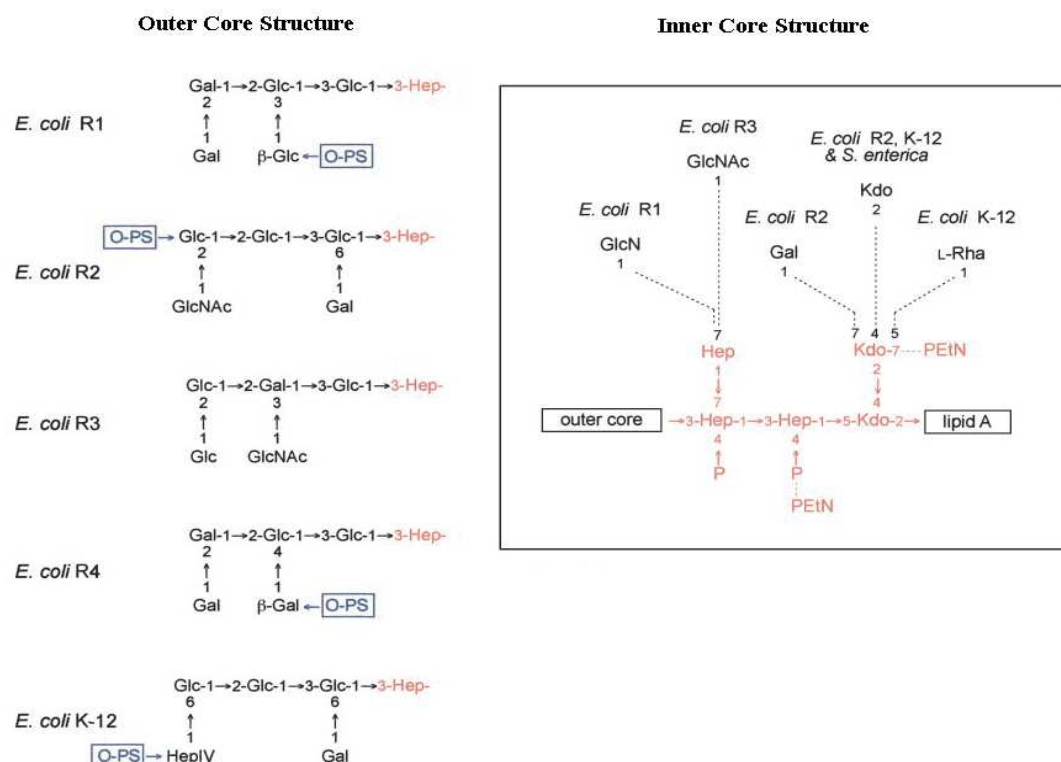 Outer Core Structure
Gal-1→2-Glc-1→3-Glc-1→3-Hep-
2 3
↑ ↑
1 1
Gal β-Glc ← O-PS
E. coli R1
O-PS → Glc-1→2-Glc-1→3-Glc-1→3-Hep-
2 6
↑ ↑
1 1
GlcNAc Gal
E. coli R2
Glc-1→2-Gal-1→3-Glc-1→3-Hep-
2 3
↑ ↑
1 1
Glc GlcNAc
E. coli R3
Gal-1→2-Glc-1→3-Glc-1→3-Hep-
2 4
↑ ↑
1 1
Gal β-Gal ← O-PS
E. coli R4
Glc-1→2-Glc-1→3-Glc-1→3-Hep-
6 6
↑ ↑
1 1
O-PS → HepIV Gal
E. coli K-12
Inner Core Structure
E. coli R3
GlcNAc
1
E. coli R2, K-12
& S. enterica
Kdo
2
E. coli R1
GlcN
1
E. coli R2
Gal
1
E. coli K-12
L-Rha
1
7 7 4 5
Hep Kdo-7 PEtN
1 2
↓ ↓
7 4
outer core →3-Hep-1→3-Hep-1→5-Kdo-2→ lipid A
4 4
↑ ↑
P P
PEtN